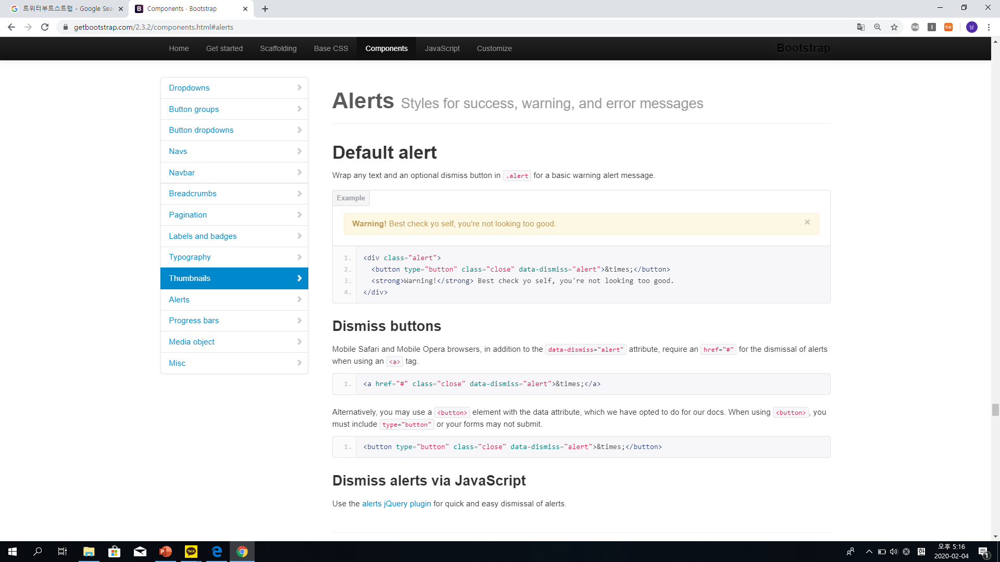 트위터부트스트랩 - Google Sea
Components · Bootstrap
getbootstrap.com/2.3.2/components.html#alerts
ONE
남
Home Get started Scaffolding Base CSS Components JavaScript Customize Bootstrap
Dropdowns
Button groups
Button dropdowns
Navs
Navbar
Breadcrumbs
Pagination
Labels and badges
Typography
Thumbnails
Alerts
Progress bars
Media object
Misc
Alerts Styles for success, warning, and error messages
Default alert
Wrap any text and an optional dismiss button in .alert for a basic warning alert message.
Example
Warning! Best check yo self, you're not looking too good. ×
1. <div class="alert">
2.   <button type="button" class="close" data-dismiss="alert">&times;</button>
3.   <strong>Warning!</strong> Best check yo self, you're not looking too good.
4. </div>
Dismiss buttons
Mobile Safari and Mobile Opera browsers, in addition to the data-dismiss="alert" attribute, require an href="#" for the dismissal of alerts
when using an <a> tag.
1. <a href="#" class="close" data-dismiss="alert">&times;</a>
Alternatively, you may use a <button> element with the data attribute, which we have opted to do for our docs. When using <button>, you
must include type="button" or your forms may not submit.
1. <button type="button" class="close" data-dismiss="alert">&times;</button>
Dismiss alerts via JavaScript
Use the alerts jQuery plugin for quick and easy dismissal of alerts.
TALK
한
오후 5:16
2020-02-04
1